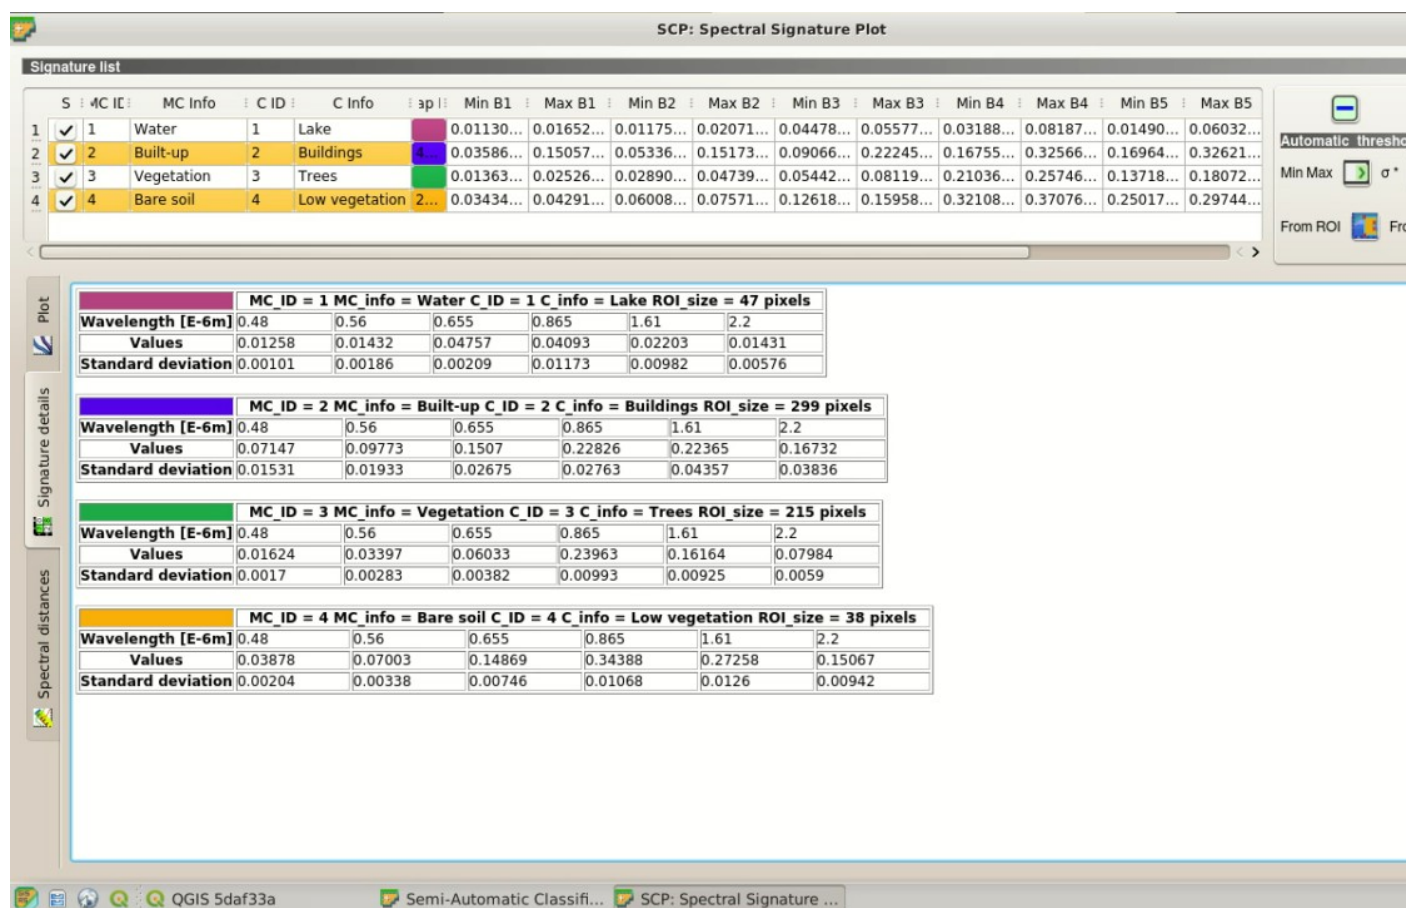 SCP: Spectral Signature Plot
Signature list
S MC ID MC Info C ID C Info ap Min B1 Max B1 Min B2 Max B2 Min B3 Max B3 Min B4 Max B4 Min B5 Max B5
1 1 Water 1 Lake 0.01130... 0.01652... 0.01175... 0.02071... 0.04478... 0.05577... 0.03188... 0.08187... 0.01490... 0.06032...
2 2 Built-up 2 Buildings 4... 0.03586... 0.15057... 0.05336... 0.15173... 0.09066... 0.22245... 0.16755... 0.32566... 0.16964... 0.32621...
3 3 Vegetation 3 Trees 0.01363... 0.02526... 0.02890... 0.04739... 0.05442... 0.08119... 0.21036... 0.25746... 0.13718... 0.18072...
4 4 Bare soil 4 Low vegetation 2... 0.03434... 0.04291... 0.06008... 0.07571... 0.12618... 0.15958... 0.32108... 0.37076... 0.25017... 0.29744...
Automatic thresho
Min Max σ*
From ROI Fro
Plot
Signature details
Spectral distances
MC_ID = 1 MC_info = Water C_ID = 1 C_info = Lake ROI_size = 47 pixels
Wavelength [E-6m] 0.48 0.56 0.655 0.865 1.61 2.2
Values 0.01258 0.01432 0.04757 0.04093 0.02203 0.01431
Standard deviation 0.00101 0.00186 0.00209 0.01173 0.00982 0.00576
MC_ID = 2 MC_info = Built-up C_ID = 2 C_info = Buildings ROI_size = 299 pixels
Wavelength [E-6m] 0.48 0.56 0.655 0.865 1.61 2.2
Values 0.07147 0.09773 0.1507 0.22826 0.22365 0.16732
Standard deviation 0.01531 0.01933 0.02675 0.02763 0.04357 0.03836
MC_ID = 3 MC_info = Vegetation C_ID = 3 C_info = Trees ROI_size = 215 pixels
Wavelength [E-6m] 0.48 0.56 0.655 0.865 1.61 2.2
Values 0.01624 0.03397 0.06033 0.23963 0.16164 0.07984
Standard deviation 0.0017 0.00283 0.00382 0.00993 0.00925 0.0059
MC_ID = 4 MC_info = Bare soil C_ID = 4 C_info = Low vegetation ROI_size = 38 pixels
Wavelength [E-6m] 0.48 0.56 0.655 0.865 1.61 2.2
Values 0.03878 0.07003 0.14869 0.34388 0.27258 0.15067
Standard deviation 0.00204 0.00338 0.00746 0.01068 0.0126 0.00942
QGIS 5daf33a Semi-Automatic Classifi... SCP: Spectral Signature ...